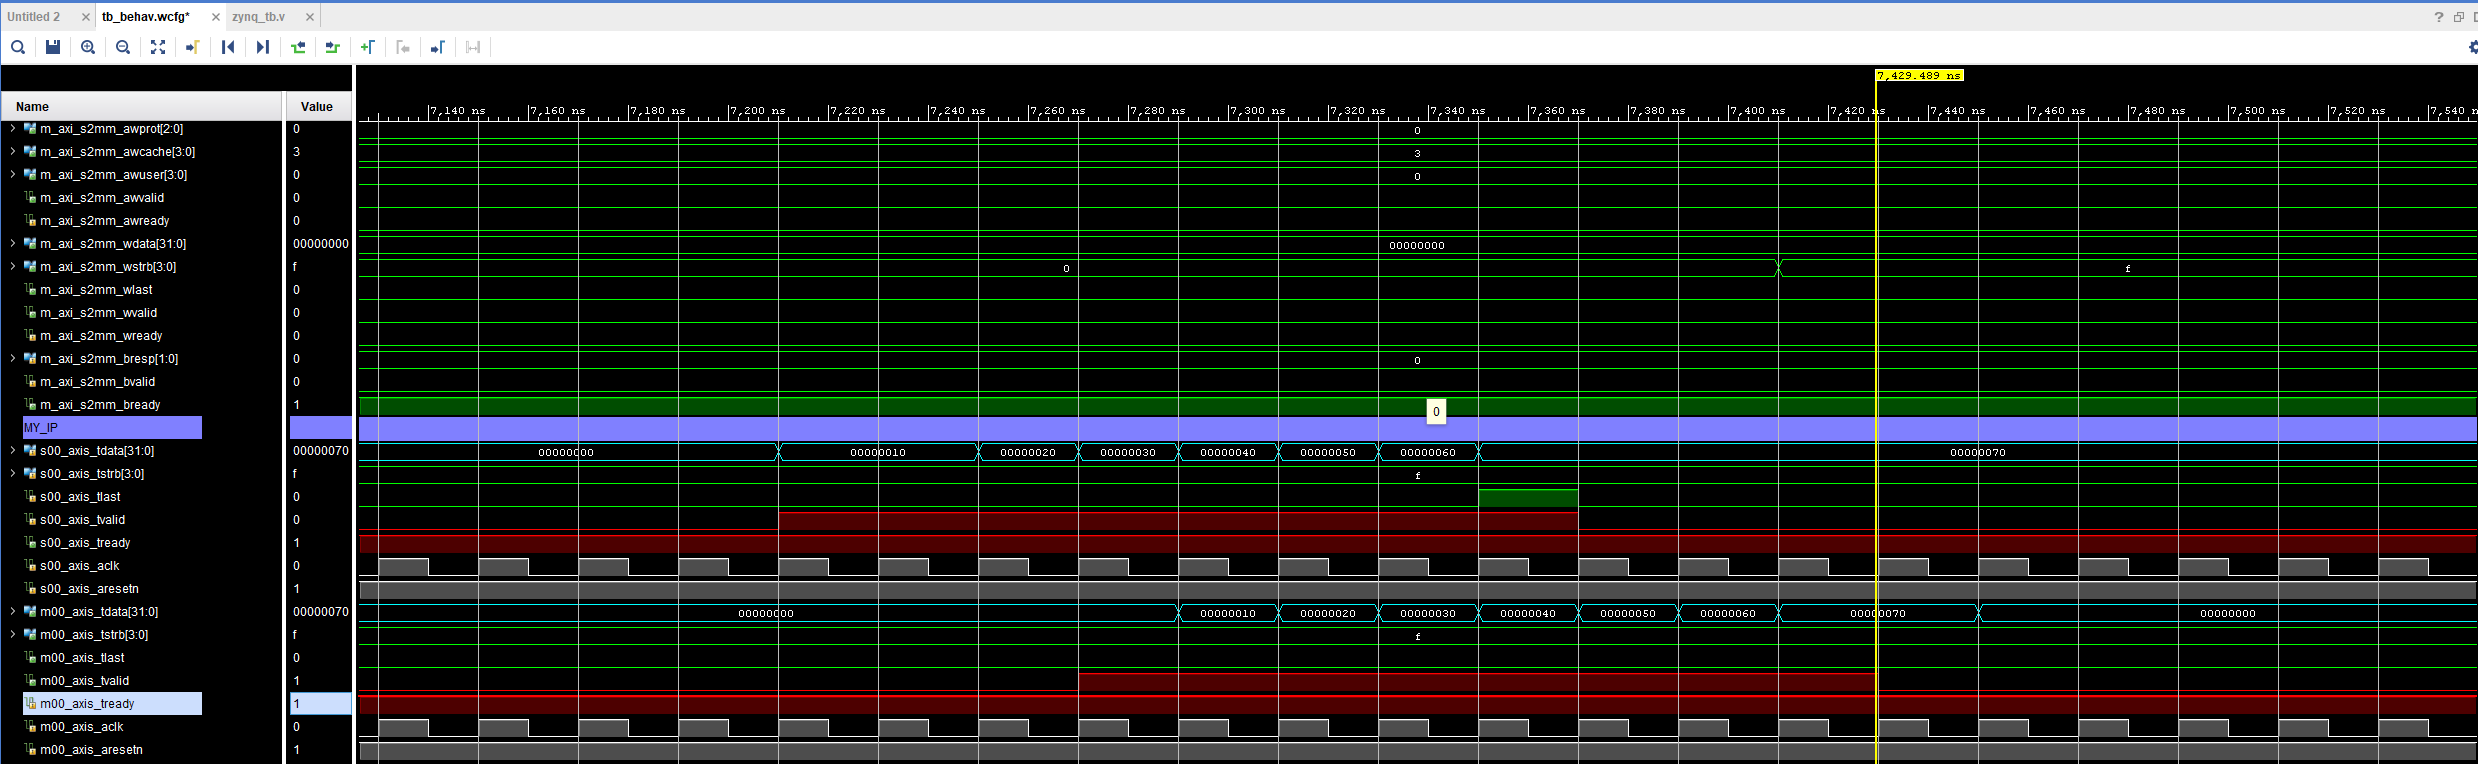 Untitled 2 × tb_behav.wcfg* × zynq_tb.v ×
?
7,429.489 ns
Name Value
7,140 ns 7,160 ns 7,180 ns 7,200 ns 7,220 ns 7,240 ns 7,260 ns 7,280 ns 7,300 ns 7,320 ns 7,340 ns 7,360 ns 7,380 ns 7,400 ns 7,420 ns 7,440 ns 7,460 ns 7,480 ns 7,500 ns 7,520 ns 7,540 n
m_axi_s2mm_awprot[2:0] 0 0
m_axi_s2mm_awcache[3:0] 3 3
m_axi_s2mm_awuser[3:0] 0 0
m_axi_s2mm_awvalid 0
m_axi_s2mm_awready 0
m_axi_s2mm_wdata[31:0] 00000000 00000000
m_axi_s2mm_wstrb[3:0] f 0 f
m_axi_s2mm_wlast 0
m_axi_s2mm_wvalid 0
m_axi_s2mm_wready 0
m_axi_s2mm_bresp[1:0] 0 0
m_axi_s2mm_bvalid 0
m_axi_s2mm_bready 1
0
MY_IP
s00_axis_tdata[31:0] 00000070 00000000 00000010 00000020 00000030 00000040 00000050 00000060 00000070
s00_axis_tstrb[3:0] f f
s00_axis_tlast 0
s00_axis_tvalid 0
s00_axis_tready 1
s00_axis_aclk 0
s00_axis_aresetn 1
m00_axis_tdata[31:0] 00000070 00000000 00000010 00000020 00000030 00000040 00000050 00000060 00000070 00000000
m00_axis_tstrb[3:0] f f
m00_axis_tlast 0
m00_axis_tvalid 1
m00_axis_tready 1
m00_axis_aclk 0
m00_axis_aresetn 1